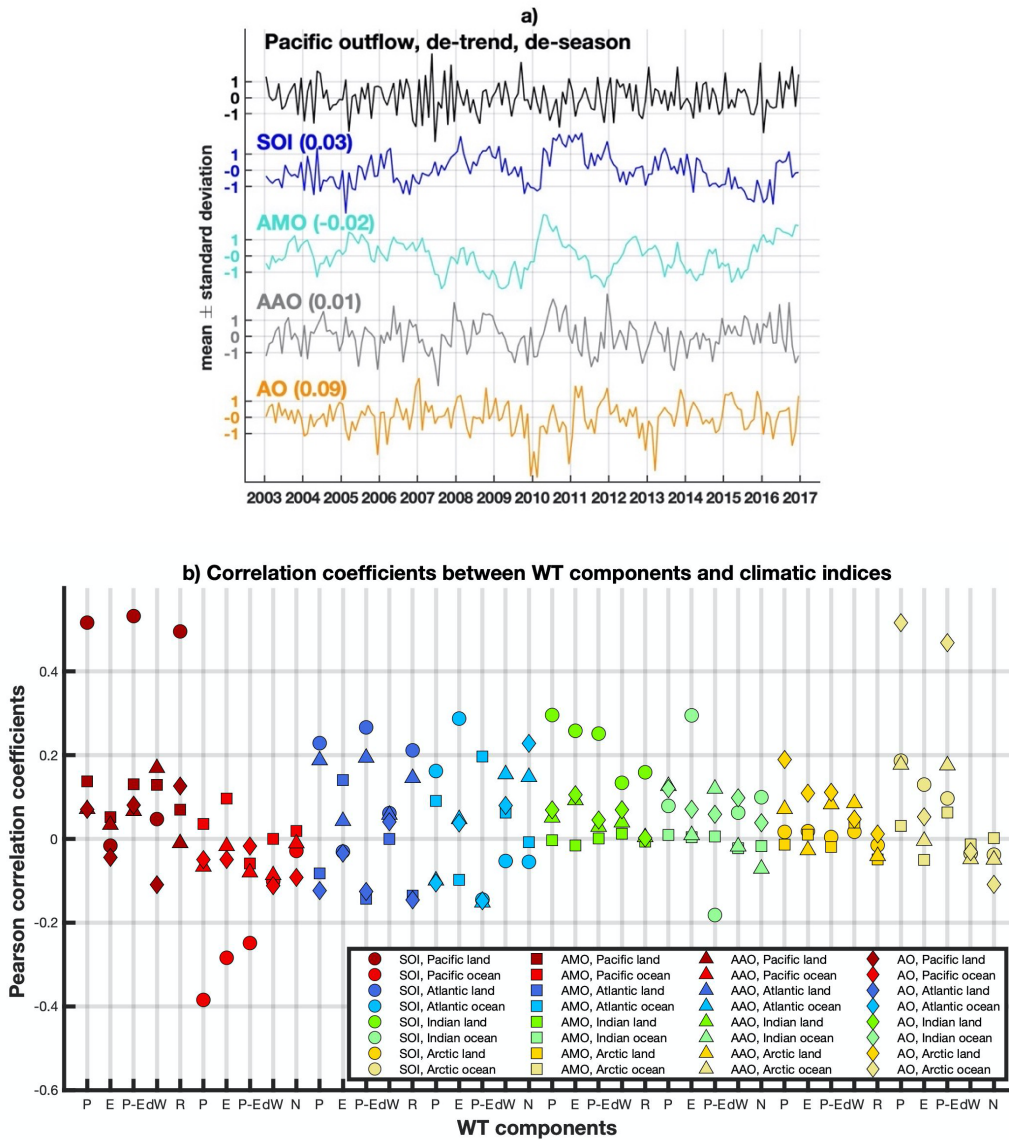 a)
Pacific outflow, de-trend, de-season
1
0
-1
SOI (0.03)
1
-0
-1
AMO (-0.02)
1
-0
-1
AAO (0.01)
1
0
-1
AO (0.09)
1
-0
-1
mean ± standard deviation
2003 2004 2005 2006 2007 2008 2009 2010 2011 2012 2013 2014 2015 2016 2017
b) Correlation coefficients between WT components and climatic indices
Pearson correlation coefficients
0.4
0.2
0
-0.2
-0.4
-0.6
SOI, Pacific land AMO, Pacific land AAO, Pacific land AO, Pacific land
SOI, Pacific ocean AMO, Pacific ocean AAO, Pacific ocean AO, Pacific ocean
SOI, Atlantic land AMO, Atlantic land AAO, Atlantic land AO, Atlantic land
SOI, Atlantic ocean AMO, Atlantic ocean AAO, Atlantic ocean AO, Atlantic ocean
SOI, Indian land AMO, Indian land AAO, Indian land AO, Indian land
SOI, Indian ocean AMO, Indian ocean AAO, Indian ocean AO, Indian ocean
SOI, Arctic land AMO, Arctic land AAO, Arctic land AO, Arctic land
SOI, Arctic ocean AMO, Arctic ocean AAO, Arctic ocean AO, Arctic ocean
P E P-EdW R P E P-EdW N P E P-EdW R P E P-EdW N P E P-EdW R P E P-EdW N P E P-EdW R P E P-EdW N
WT components